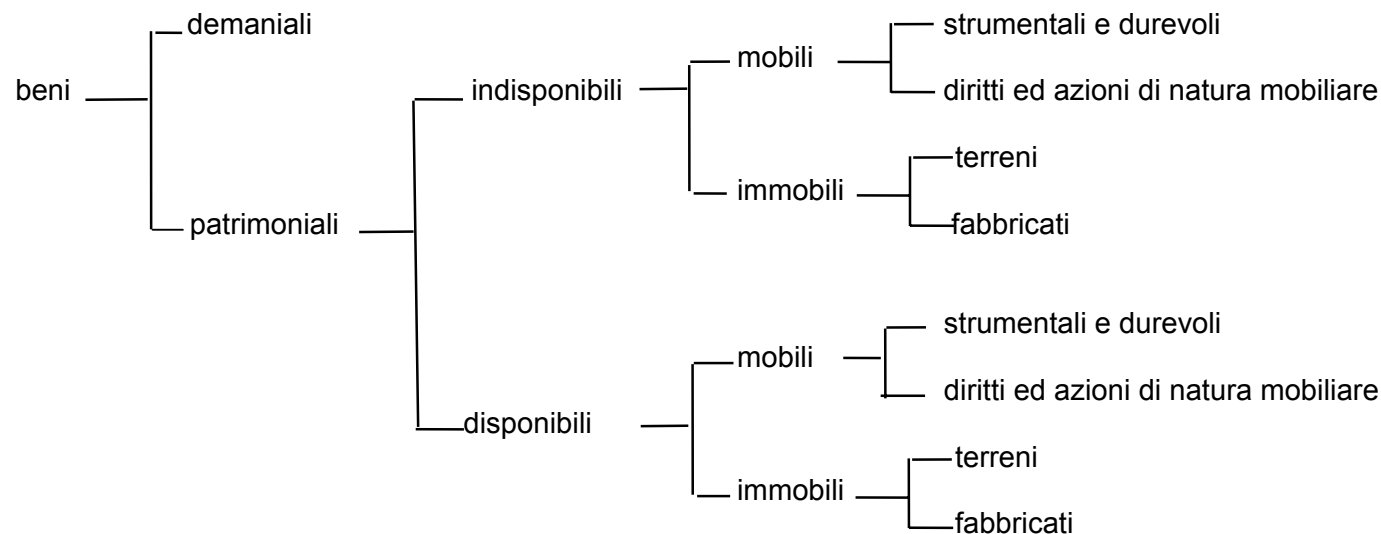 demaniali
strumentali e durevoli
mobili
beni
indisponibili
diritti ed azioni di natura mobiliare
terreni
immobili
patrimoniali
fabbricati
strumentali e durevoli
mobili
diritti ed azioni di natura mobiliare
disponibili
terreni
immobili
fabbricati